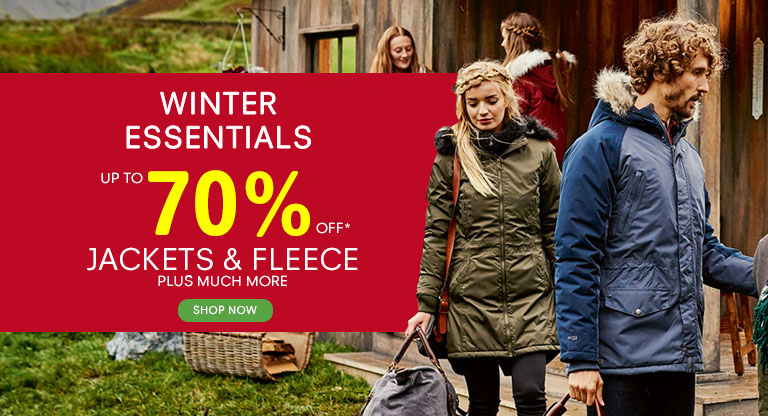 WINTER
ESSENTIALS
UP TO 70% OFF*
JACKETS & FLEECE
PLUS MUCH MORE
SHOP NOW